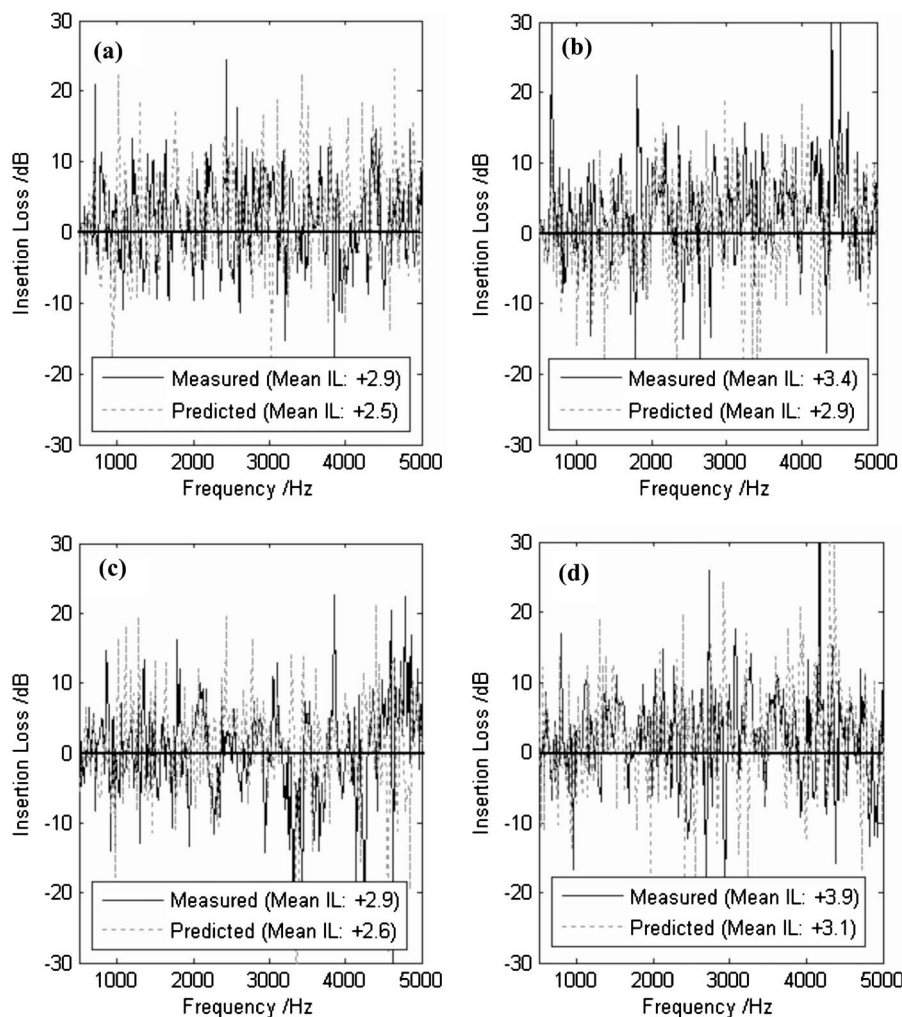 (a)
30
20
10
0
-10
-20
-30
Insertion Loss /dB
Measured (Mean IL: +2.9)
Predicted (Mean IL: +2.5)
1000 2000 3000 4000 5000
Frequency /Hz
(b)
30
20
10
0
-10
-20
-30
Insertion Loss /dB
Measured (Mean IL: +3.4)
Predicted (Mean IL: +2.9)
1000 2000 3000 4000 5000
Frequency /Hz
(c)
30
20
10
0
-10
-20
-30
Insertion Loss /dB
Measured (Mean IL: +2.9)
Predicted (Mean IL: +2.6)
1000 2000 3000 4000 5000
Frequency /Hz
(d)
30
20
10
0
-10
-20
-30
Insertion Loss /dB
Measured (Mean IL: +3.9)
Predicted (Mean IL: +3.1)
1000 2000 3000 4000 5000
Frequency /Hz